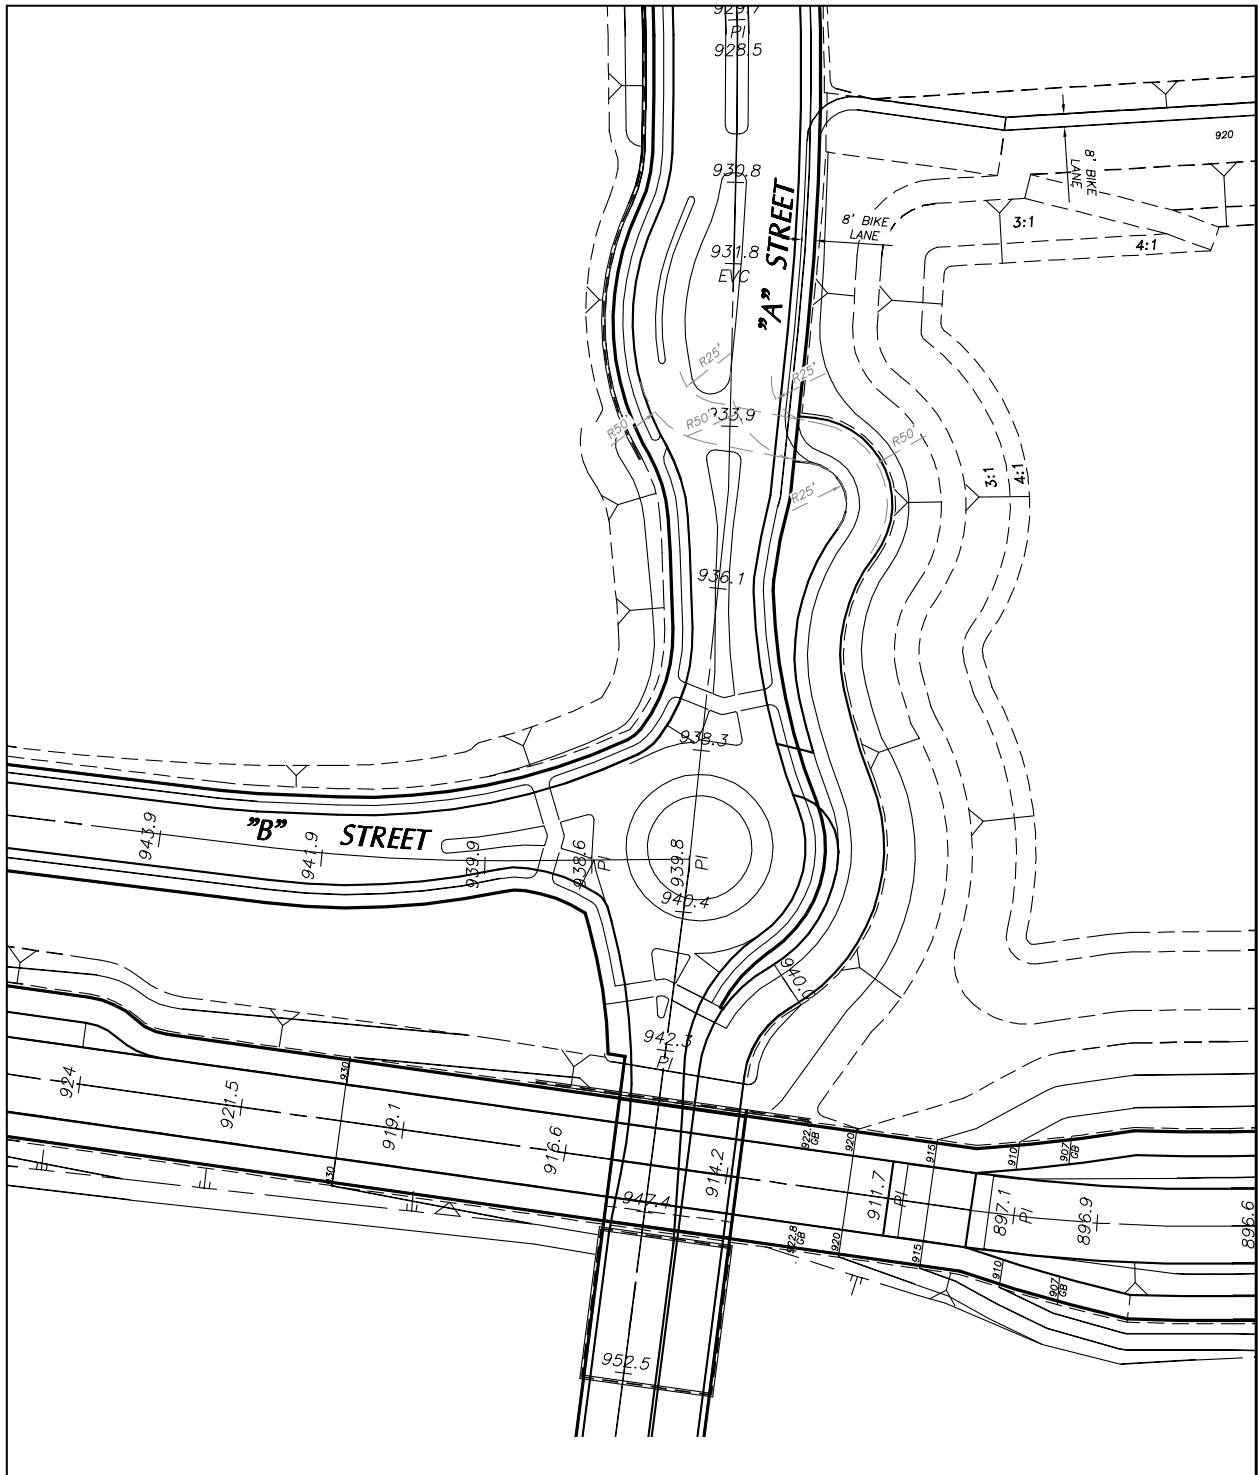 929.7
PI
928.5
920
930.8
8' BIKE
LANE
"A" STREET
8' BIKE
LANE
3:1
4:1
931.8
EVC
R25'
R25'
R50'
R50'
933.9
R50'
3:1
4:1
R25'
936.1
938.3
943.9
"B" STREET
941.9
939.9
938.6
PI
939.8
PI
940.4
940.0
942.3
PI
924
921.5
930
919.1
916.6
914.2
922.8
GB
920
915
910
907
GB
930
947.4
911.7
PI
897.1
PI
896.9
896.6
922.8
GB
920
915
910
907
GB
952.5